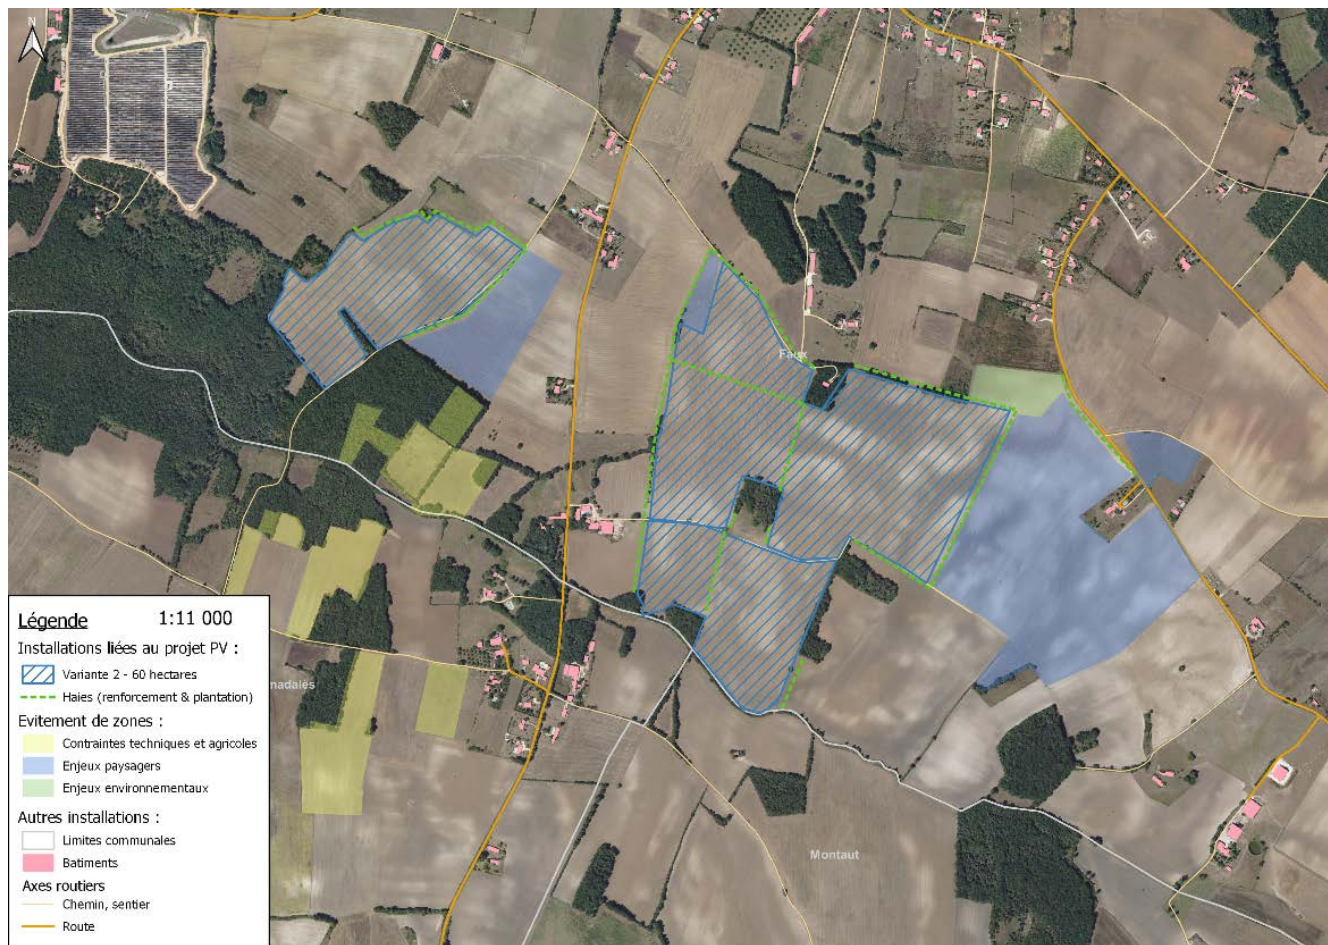 N
Faux
nadalès
Montaut
Légende 1:11 000
Installations liées au projet PV :
Variante 2 - 60 hectares
Haies (renforcement & plantation)
Evitement de zones :
Contraintes techniques et agricoles
Enjeux paysagers
Enjeux environnementaux
Autres installations :
Limites communales
Batiments
Axes routiers
Chemin, sentier
Route